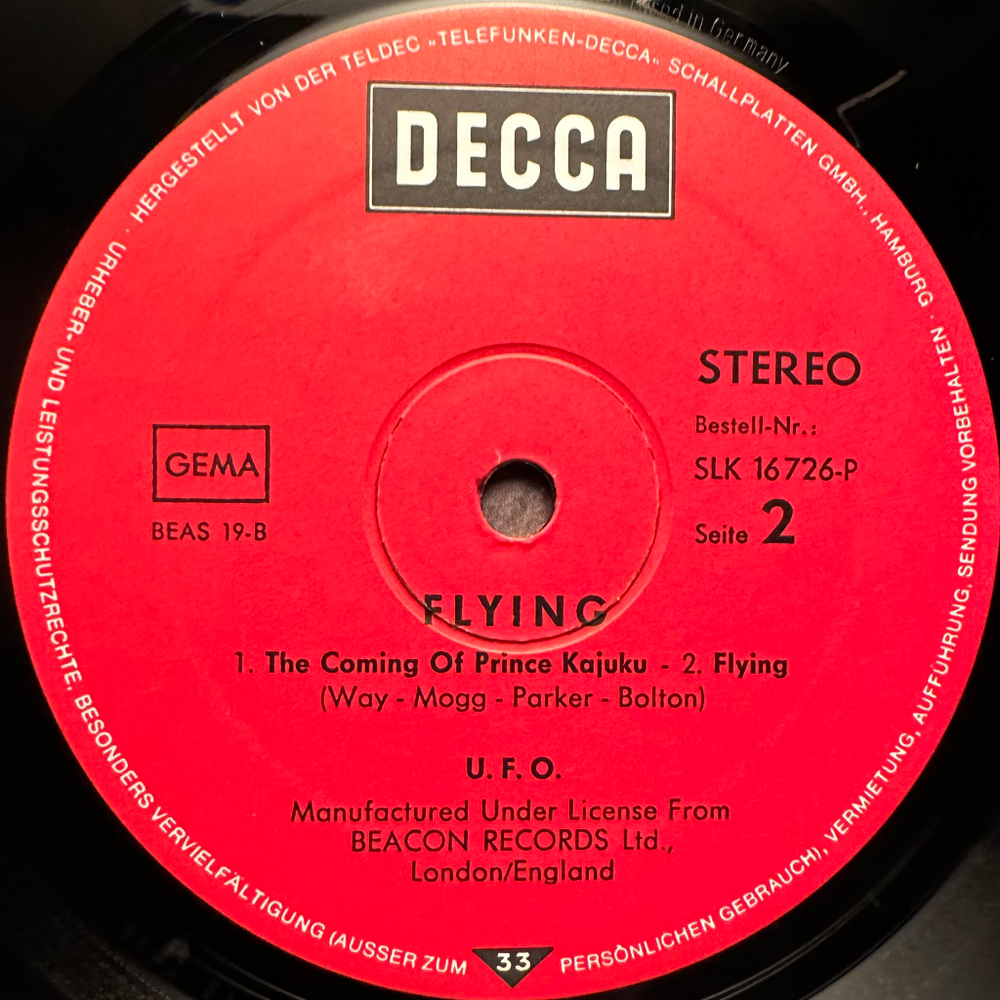 HERGESTELLT VON DER TELDEC »TELEFUNKEN-DECCA« SCHALLPLATTEN GMBH., HAMBURG · URHEBER- UND LEISTUNGSSCHUTZRECHTE, BESONDERS VERVIELFÄLTIGUNG (AUSSER ZUM PERSÖNLICHEN GEBRAUCH), VERMIETUNG, AUFFÜHRUNG, SENDUNG VORBEHALTEN ·
in Germany
DECCA
STEREO
Bestell-Nr.:
GEMA
SLK 16726-P
BEAS 19-B
Seite 2
FLYING
1. The Coming Of Prince Kajuku - 2. Flying
(Way - Mogg - Parker - Bolton)
U. F. O.
Manufactured Under License From
BEACON RECORDS Ltd.,
London/England
33